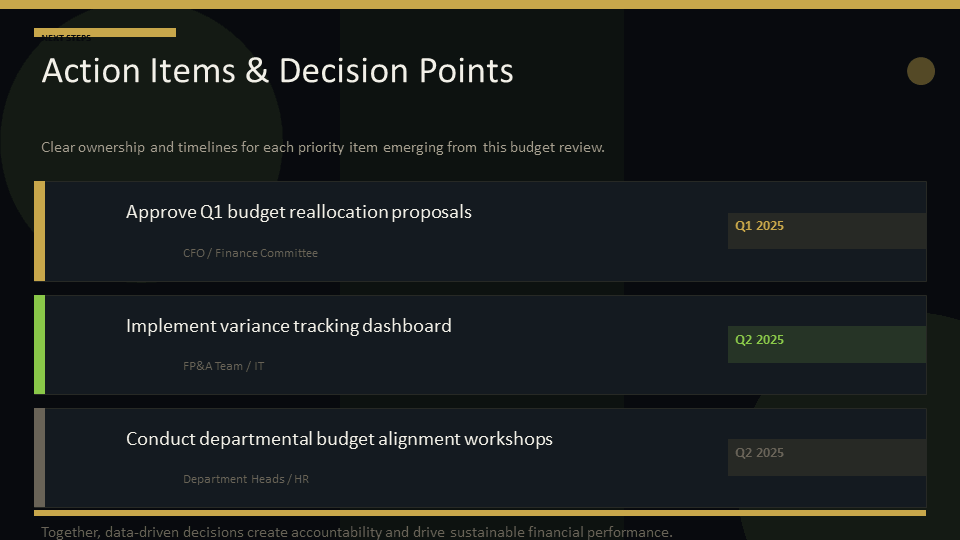 NEXT STEPS
Action Items & Decision Points
Clear ownership and timelines for each priority item emerging from this budget review.
Approve Q1 budget reallocation proposals
Q1 2025
CFO / Finance Committee
Implement variance tracking dashboard
Q2 2025
FP&A Team / IT
Conduct departmental budget alignment workshops
Q2 2025
Department Heads / HR
Together, data-driven decisions create accountability and drive sustainable financial performance.